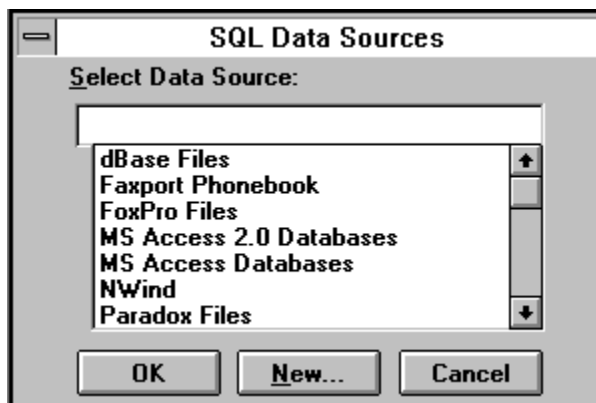 SQL Data Sources
Select Data Source:
dBase Files
Faxport Phonebook
FoxPro Files
MS Access 2.0 Databases
MS Access Databases
NWind
Paradox Files
OK New... Cancel